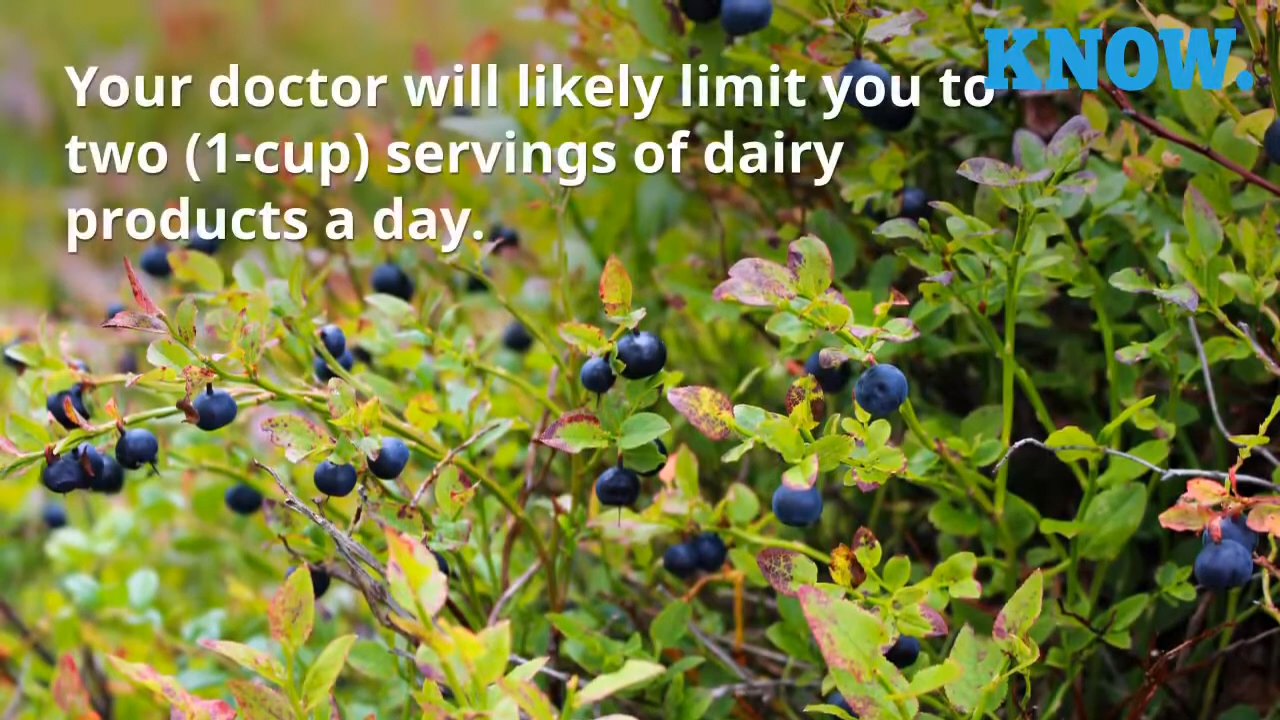 KNOW.
Your doctor will likely limit you to
two (1-cup) servings of dairy
products a day.